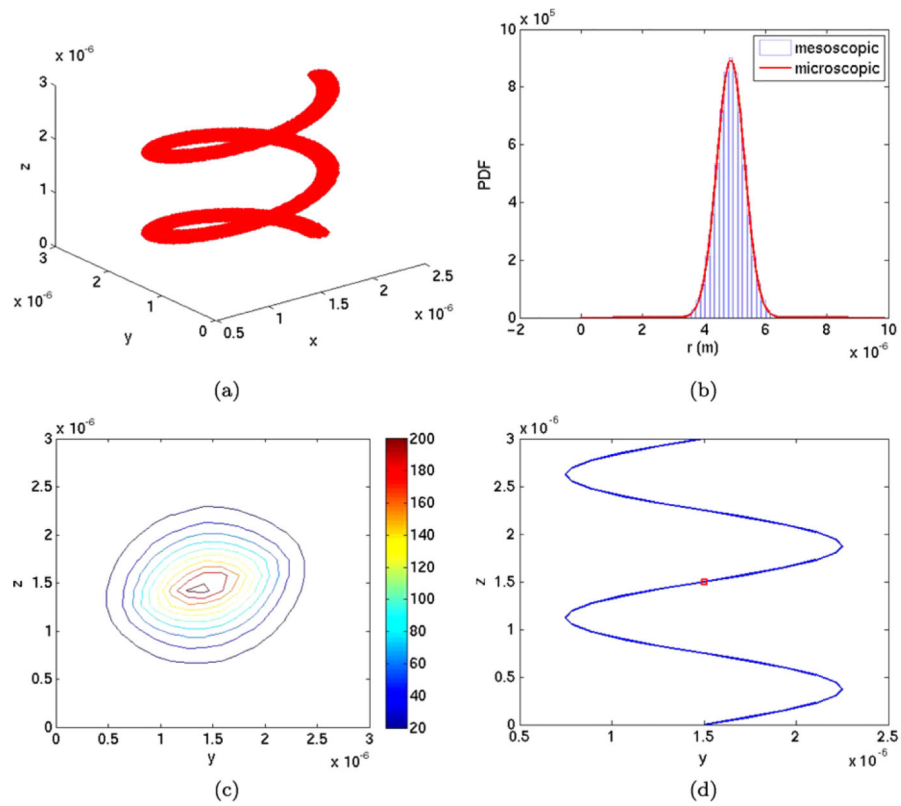 x 10⁻⁶
3
2
z
1
0
3
2
x 10⁻⁶
1
y
0
0.5
1
1.5
2
2.5
x 10⁻⁶
x
(a)
x 10⁵
10
8
6
PDF
4
2
0
−2
0
2
4
6
8
10
r (m)
x 10⁻⁶
mesoscopic
microscopic
(b)
x 10⁻⁶
3
2.5
2
z
1.5
1
0.5
0
0
0.5
1
1.5
2
2.5
3
y
x 10⁻⁶
200
180
160
140
120
100
80
60
40
20
(c)
x 10⁻⁶
3
2.5
2
z
1.5
1
0.5
0
0.5
1
1.5
2
2.5
y
x 10⁻⁶
(d)